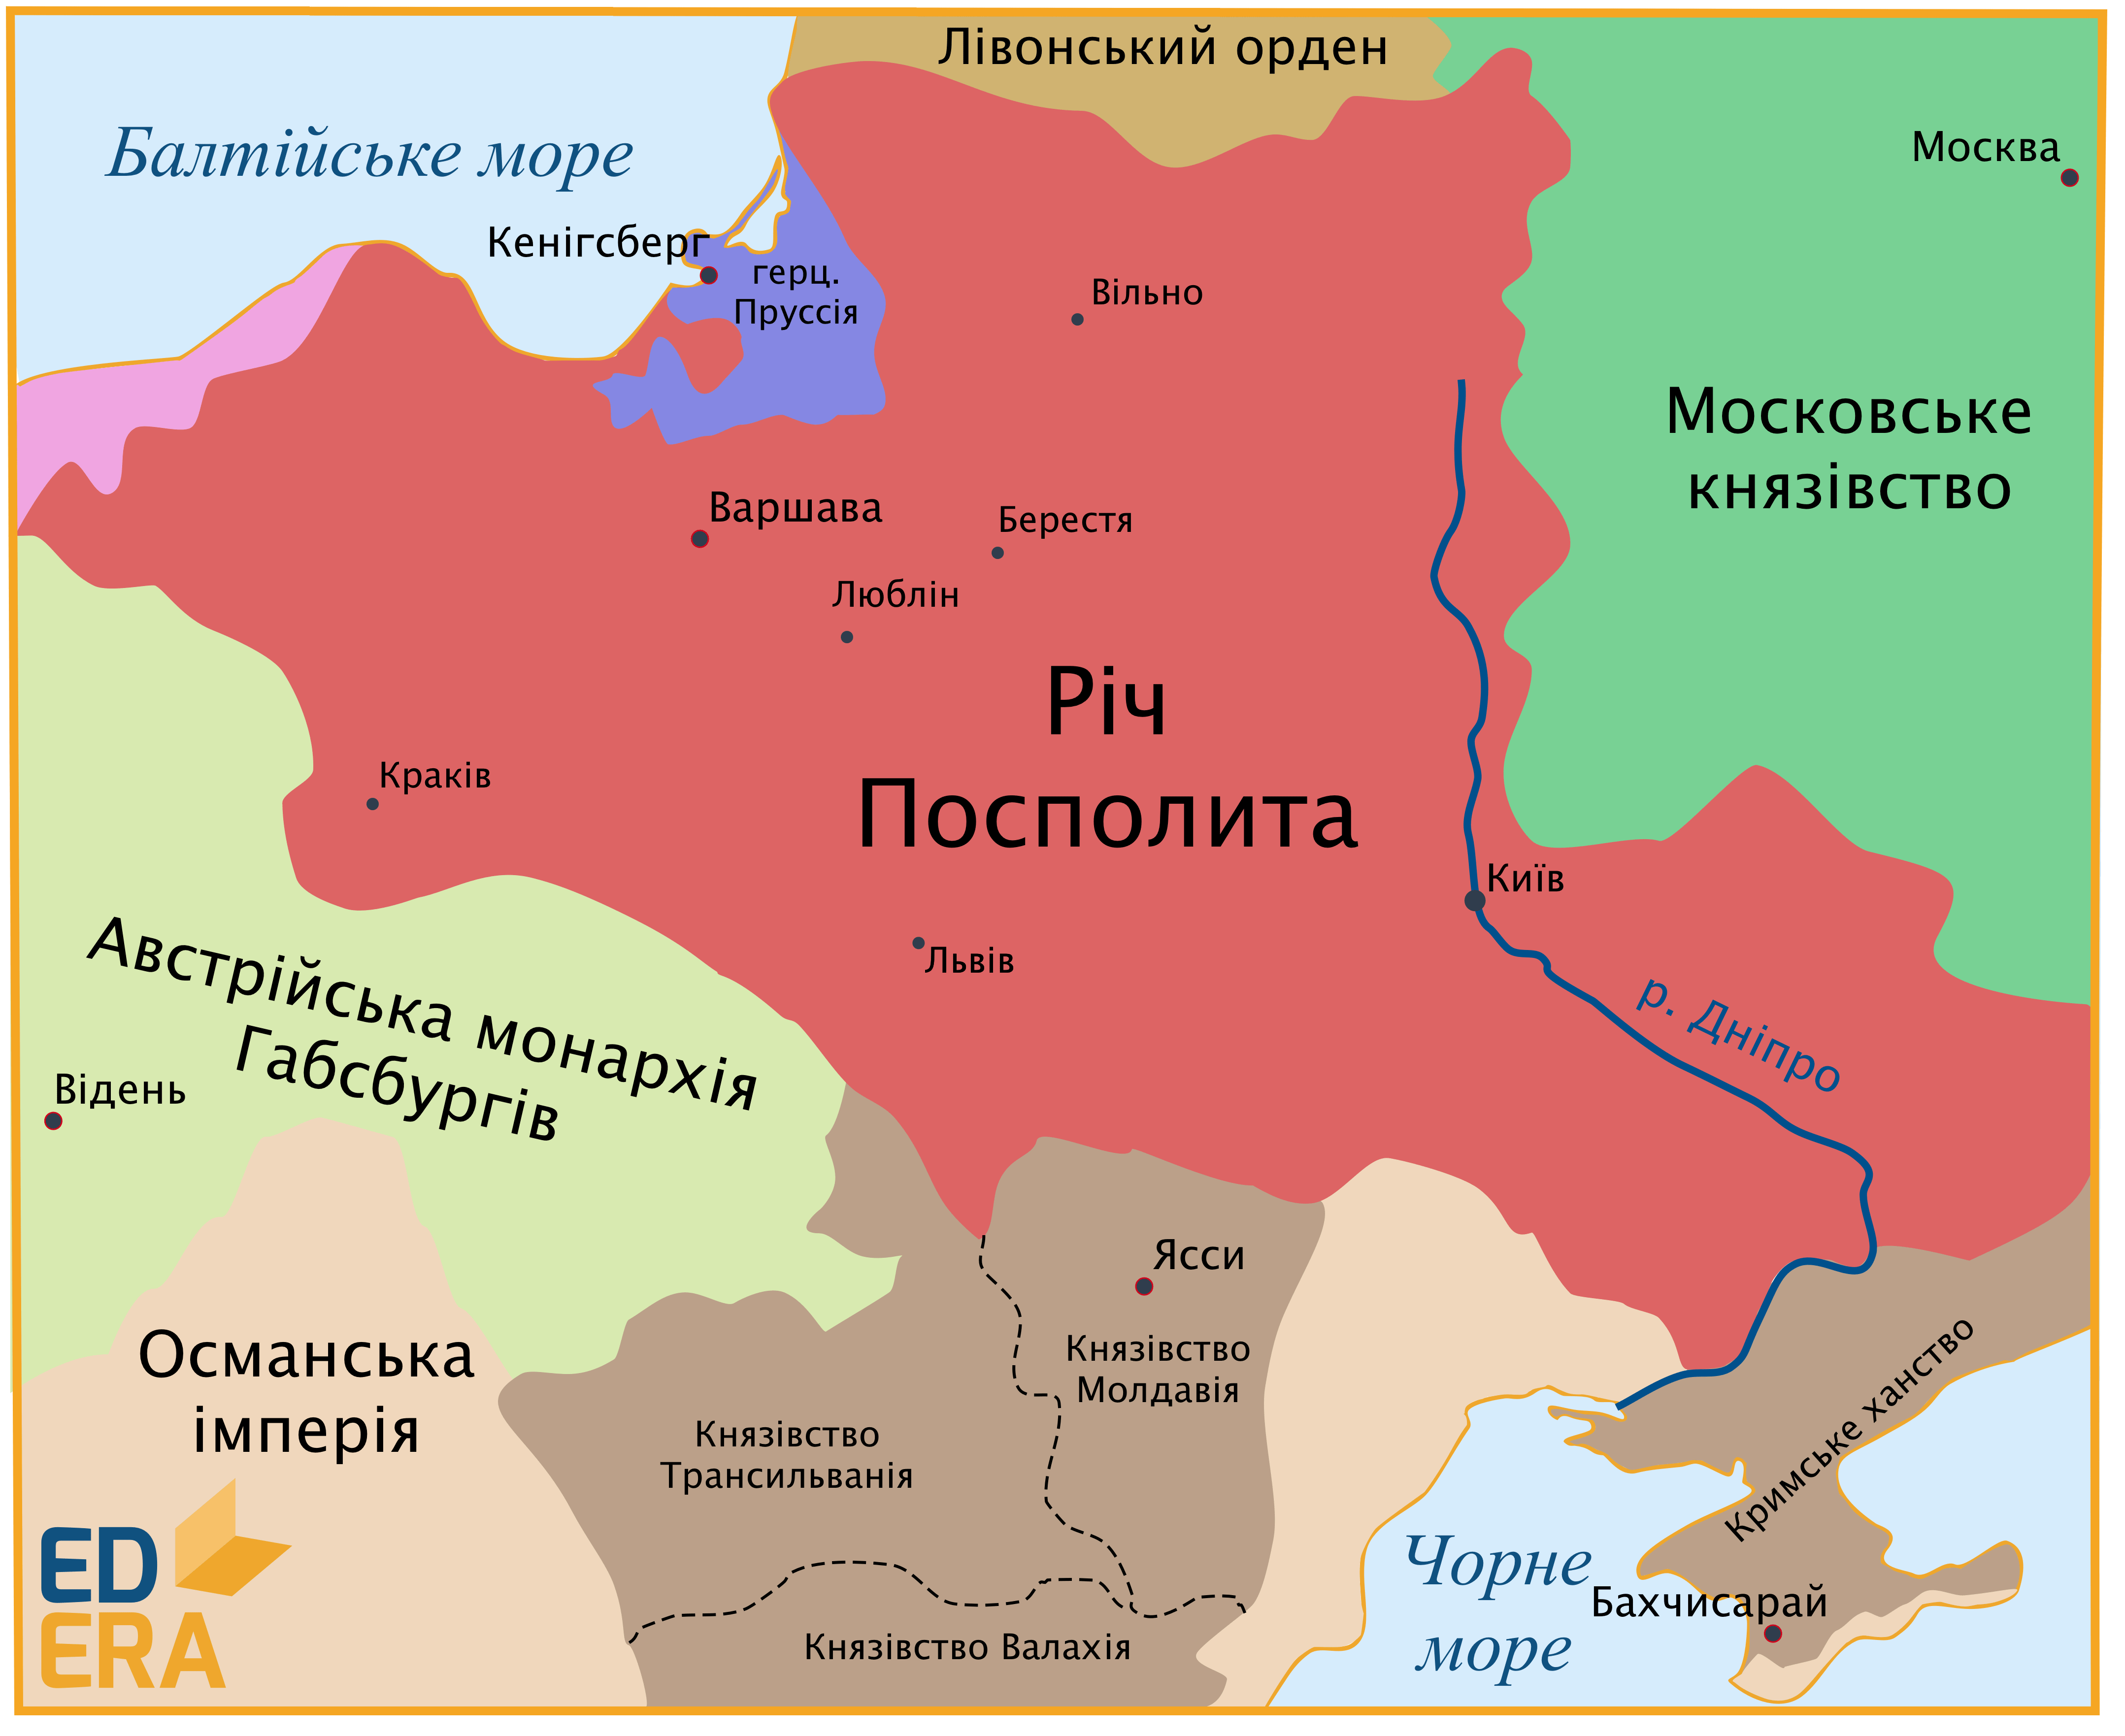 Лівонський орден
Балтійське море
Москва
Кенігсберг
герц.
Пруссія
Вільно
Московське
князівство
Варшава
Берестя
Люблін
Річ
Посполита
Краків
Київ
Львів
р. Дніпро
Австрійська монархія
Габсбургів
Відень
Ясси
Князівство
Молдавія
Османська
імперія
Князівство
Трансильванія
Кримське ханство
Чорне
море
Бахчисарай
Князівство Валахія
ED
ERA